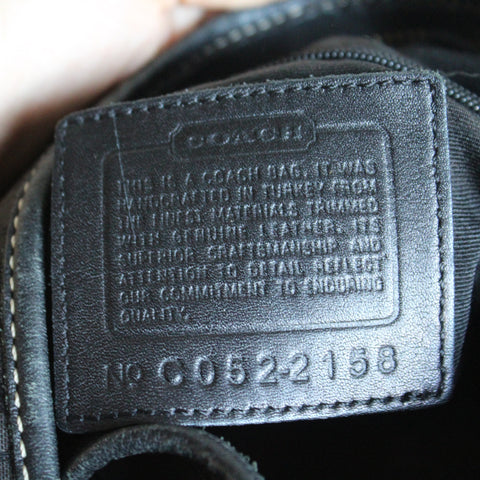 COACH
THIS IS A COACH BAG. IT WAS
HANDCRAFTED IN TURKEY FROM
THE FINEST MATERIALS TRIMMED
WITH GENUINE LEATHER. ITS
SUPERIOR CRAFTSMANSHIP AND
ATTENTION TO DETAIL REFLECT
OUR COMMITMENT TO ENDURING
QUALITY.
No C052-2158